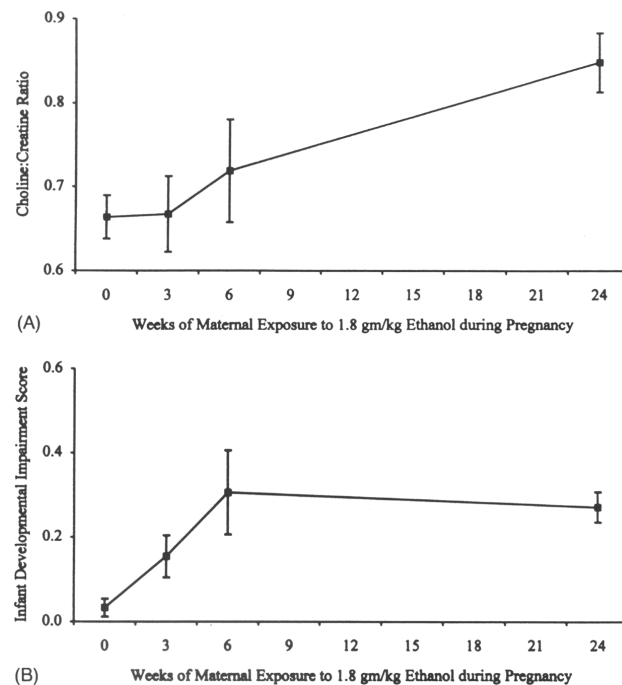 0.9
0.8
0.7
0.6
Choline:Creatine Ratio
0 3 6 9 12 15 18 21 24
(A)
Weeks of Maternal Exposure to 1.8 gm/kg Ethanol during Pregnancy
0.6
0.4
0.2
0.0
Infant Developmental Impairment Score
0 3 6 9 12 15 18 21 24
(B)
Weeks of Maternal Exposure to 1.8 gm/kg Ethanol during Pregnancy